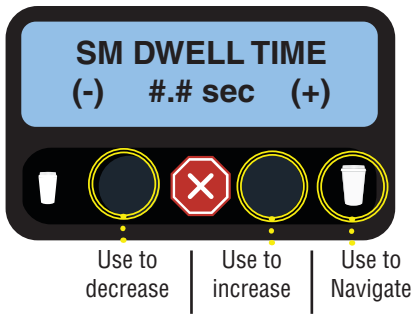 SM DWELL TIME
(-) #.# sec (+)
Use to decrease
Use to increase
Use to Navigate